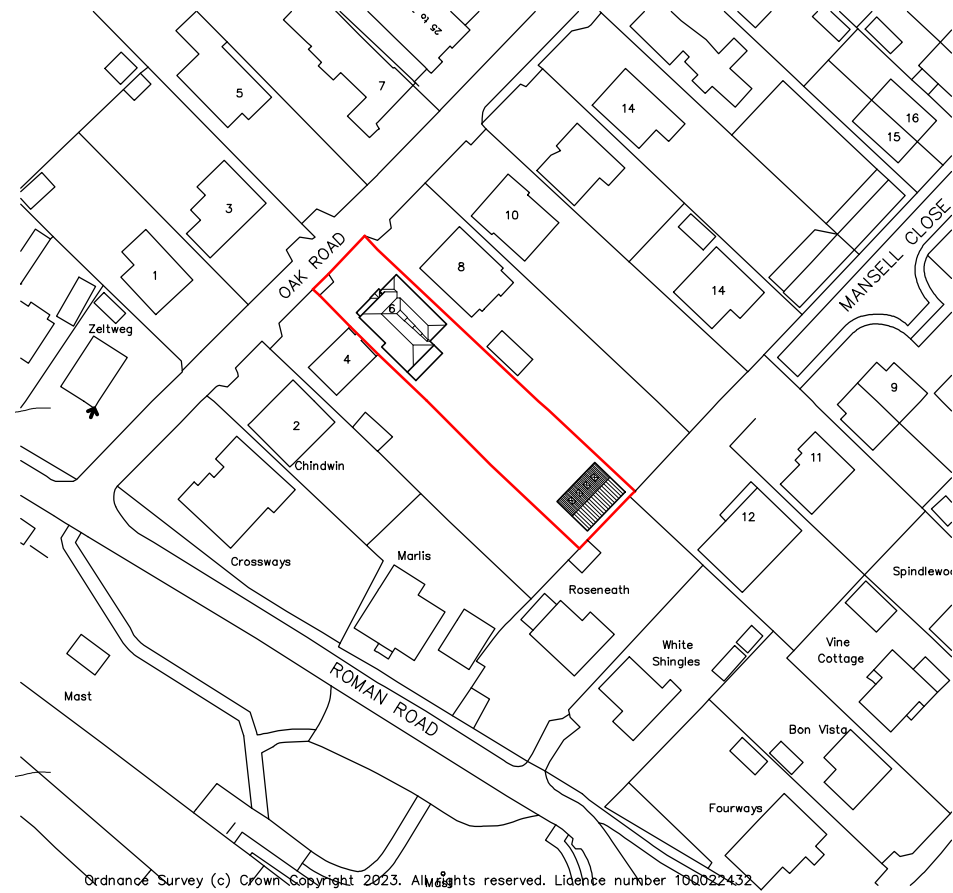 25 to
5
7
14
16
15
3
10
MANSELL CLOSE
OAK ROAD
8
1
14
6
Zeltweg
4
9
2
11
Chindwin
12
Marlis
Crossways
Spindlewoo
Roseneath
White
Shingles
Vine
Cottage
ROMAN ROAD
Mast
Bon Vista
Fourways
Ordnance Survey (c) Crown Copyright 2023. All rights reserved. Licence number 100022432
Mast